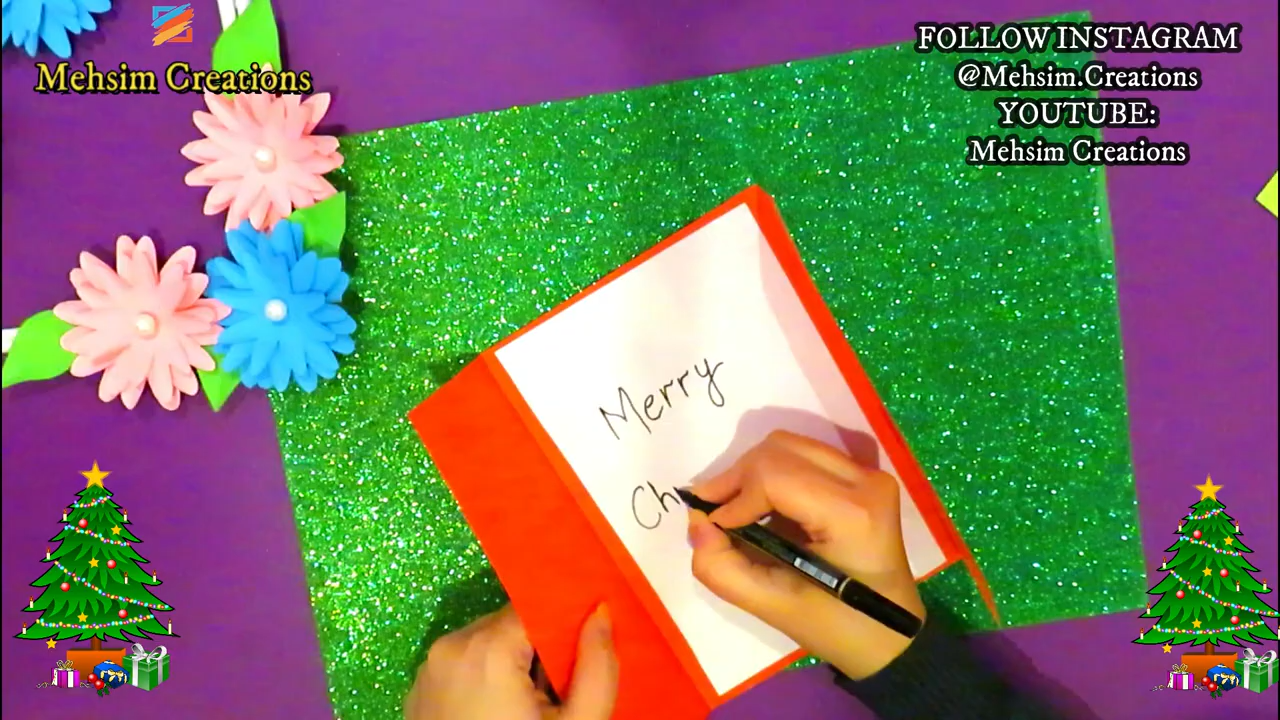 Mehsim Creations
FOLLOW INSTAGRAM
@Mehsim.Creations
YOUTUBE:
Mehsim Creations
Merry
Ch